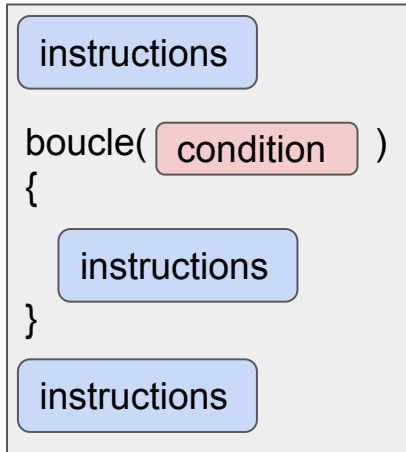 instructions
boucle( condition )
{
instructions
}
instructions